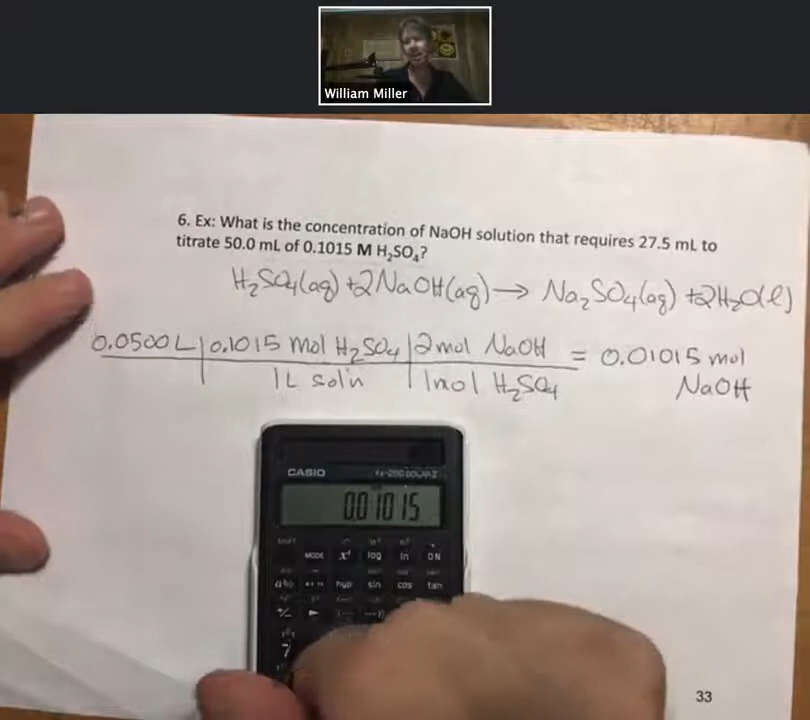 William Miller
6. Ex: What is the concentration of NaOH solution that requires 27.5 mL to
titrate 50.0 mL of 0.1015 M H₂SO₄?
H₂SO₄(aq) + 2NaOH(aq) → Na₂SO₄(aq) + 2H₂O(l)
0.0500 L | 0.1015 mol H₂SO₄ | 2 mol NaOH = 0.01015 mol
1L sol'n | 1mol H₂SO₄ NaOH
CASIO
0.01015
MODE log ln ON
hyp sin cos tan
7
33